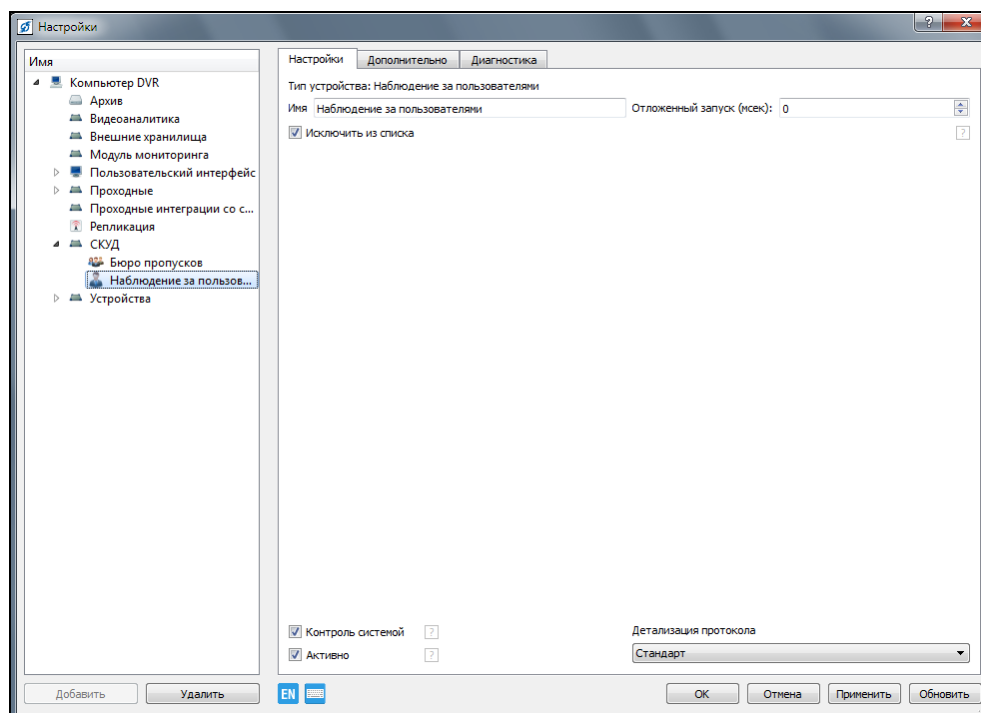 Настройки
?
X
Имя
Компьютер DVR
Архив
Видеоаналитика
Внешние хранилища
Модуль мониторинга
Пользовательский интерфейс
Проходные
Проходные интеграции со с...
Репликация
СКУД
Бюро пропусков
Наблюдение за пользов...
Устройства
Добавить
Удалить
Настройки
Дополнительно
Диагностика
Тип устройства: Наблюдение за пользователями
Имя Наблюдение за пользователями Отложенный запуск (мсек): 0
Исключить из списка ?
Контроль системой ?
Активно ?
Детализация протокола
Стандарт
EN
OK
Отмена
Применить
Обновить